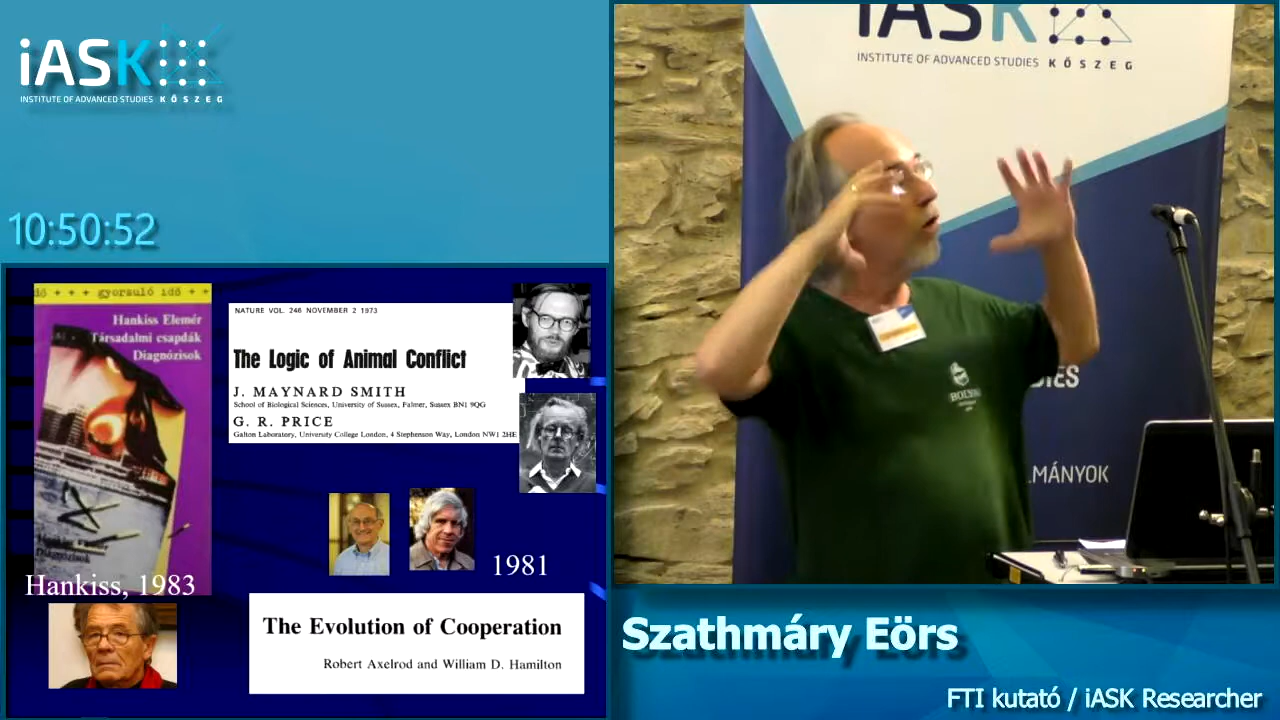 iASK
INSTITUTE OF ADVANCED STUDIES KŐSZEG
10:50:52
idő + + + gyorsuló idő + +
Hankiss Elemér
Társadalmi csapdák
Diagnózisok
Diagnózisok
Hankiss, 1983
NATURE VOL. 246 NOVEMBER 2 1973
The Logic of Animal Conflict
J. MAYNARD SMITH
School of Biological Sciences, University of Sussex, Falmer, Sussex BN1 9QG
G. R. PRICE
Galton Laboratory, University College London, 4 Stephenson Way, London NW1 2HE
1981
The Evolution of Cooperation
Robert Axelrod and William D. Hamilton
iASK
INSTITUTE OF ADVANCED STUDIES KŐSZEG
DIES
LMÁNYOK
Szathmáry Eörs
FTI kutató / iASK Researcher